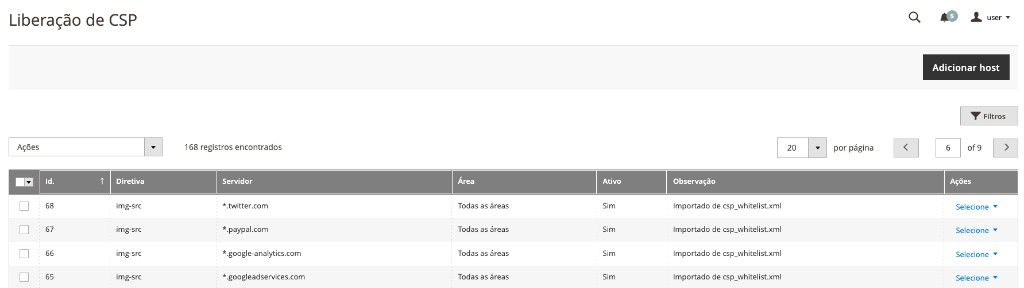 Liberação de CSP
5
user
Adicionar host
Filtros
Ações
168 registros encontrados
20
por página
6
of 9
Id. ↑ Diretiva Servidor Área Ativo Observação Ações
68 img-src *.twitter.com Todas as áreas Sim Importado de csp_whitelist.xml Selecione
67 img-src *.paypal.com Todas as áreas Sim Importado de csp_whitelist.xml Selecione
66 img-src *.google-analytics.com Todas as áreas Sim Importado de csp_whitelist.xml Selecione
65 img-src *.googleadservices.com Todas as áreas Sim Importado de csp_whitelist.xml Selecione